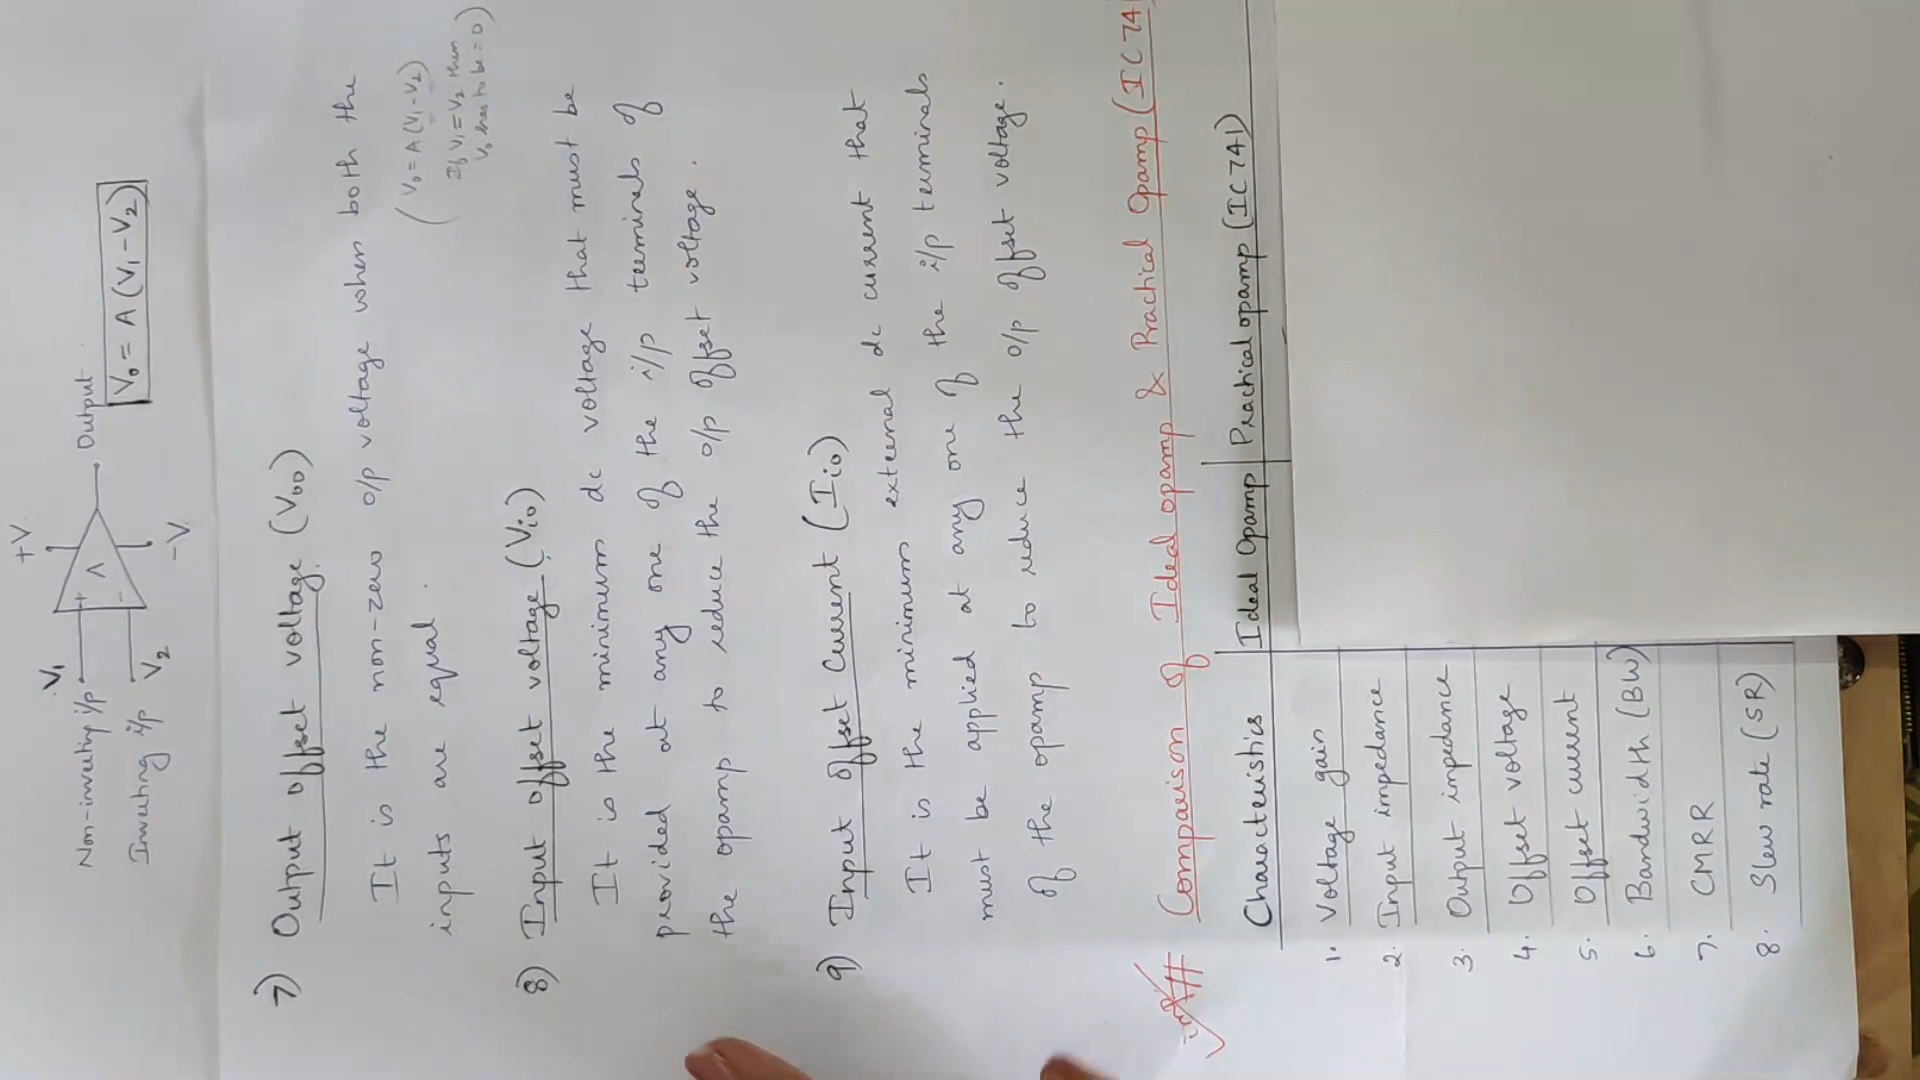 +V
V₁
Non-inverting i/p
+
A
Output
Inverting i/p
-
V₂
-V
V₀ = A (V₁ - V₂)
7) Output offset voltage (V₀₀)
It is the non-zero o/p voltage when both the
inputs are equal.
(V₀ = A (V₁ - V₂)
If V₁ = V₂ then
V₀ has to be = 0)
8) Input offset voltage (Vio)
It is the minimum dc voltage that must be
provided at any one of the i/p terminals of
the opamp to reduce the o/p offset voltage.
9) Input offset Current (Iio)
It is the minimum external dc current that
must be applied at any one of the i/p terminals
of the opamp to reduce the o/p offset voltage.
Comparison of Ideal opamp & Practical Opamp (IC 741
Characteristics Ideal Opamp Practical opamp (IC 741)
1. Voltage gain
2. Input impedance
3. Output impedance
4. Offset voltage
5. Offset current
6. Bandwidth (BW)
7. CMRR
8. Slew rate (SR)